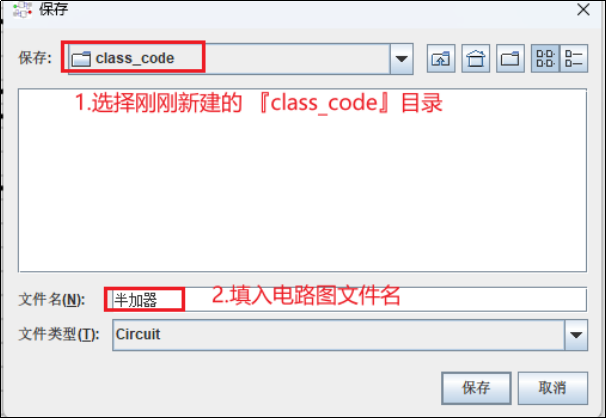 保存
保存: class_code
1.选择刚刚新建的 『class_code』目录
文件名(N): 半加器 2.填入电路图文件名
文件类型(T): Circuit
保存 取消